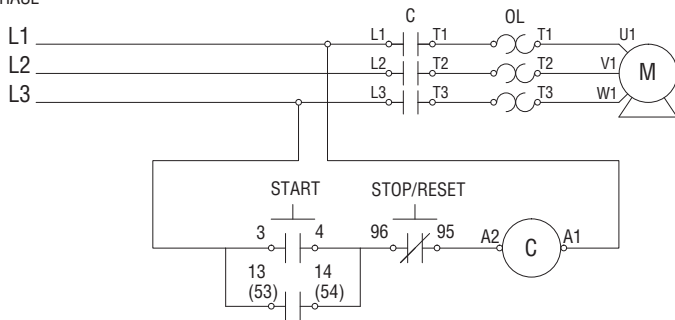 C OL
L1 L1 T1 T1 U1
L2 L2 T2 T2 V1 M
L3 L3 T3 T3 W1
START STOP/RESET
3 4 96 95 A2 C A1
13 14
(53) (54)